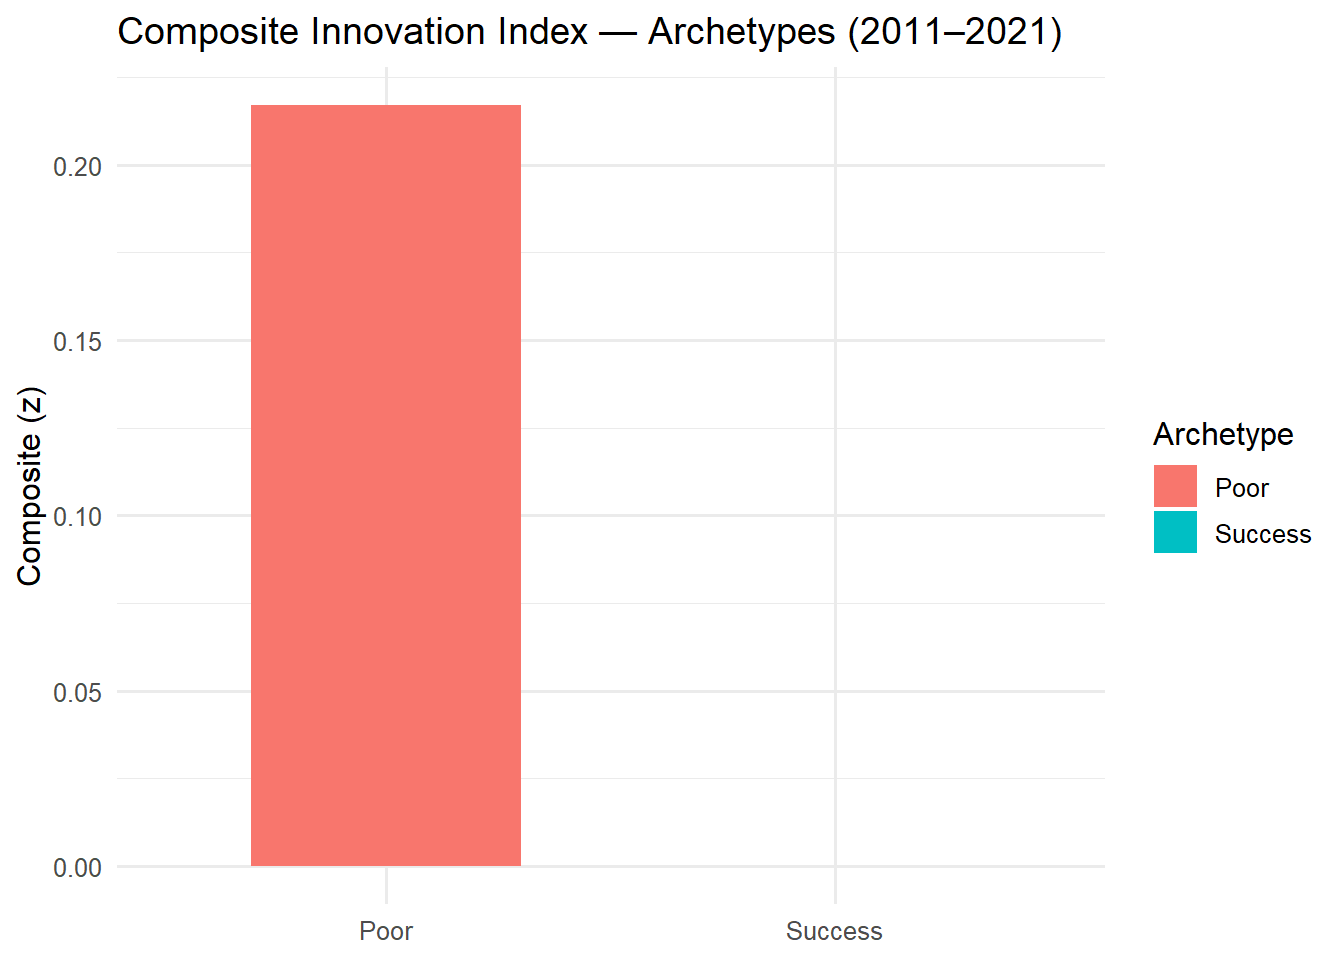 Composite Innovation Index — Archetypes (2011–2021)
Composite (z)
0.20
0.15
0.10
0.05
0.00
Poor
Success
Archetype
Poor
Success